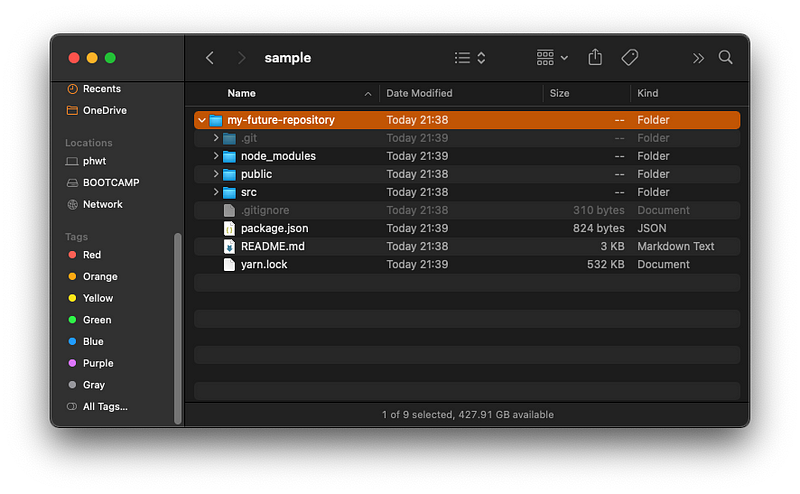 sample
Recents
OneDrive
Locations
phwt
BOOTCAMP
Network
Tags
Red
Orange
Yellow
Green
Blue
Purple
Gray
All Tags...
Name Date Modified Size Kind
my-future-repository Today 21:38 -- Folder
.git Today 21:39 -- Folder
node_modules Today 21:39 -- Folder
public Today 21:38 -- Folder
src Today 21:38 -- Folder
.gitignore Today 21:38 310 bytes Document
package.json Today 21:39 824 bytes JSON
README.md Today 21:38 3 KB Markdown Text
yarn.lock Today 21:39 532 KB Document
1 of 9 selected, 427.91 GB available